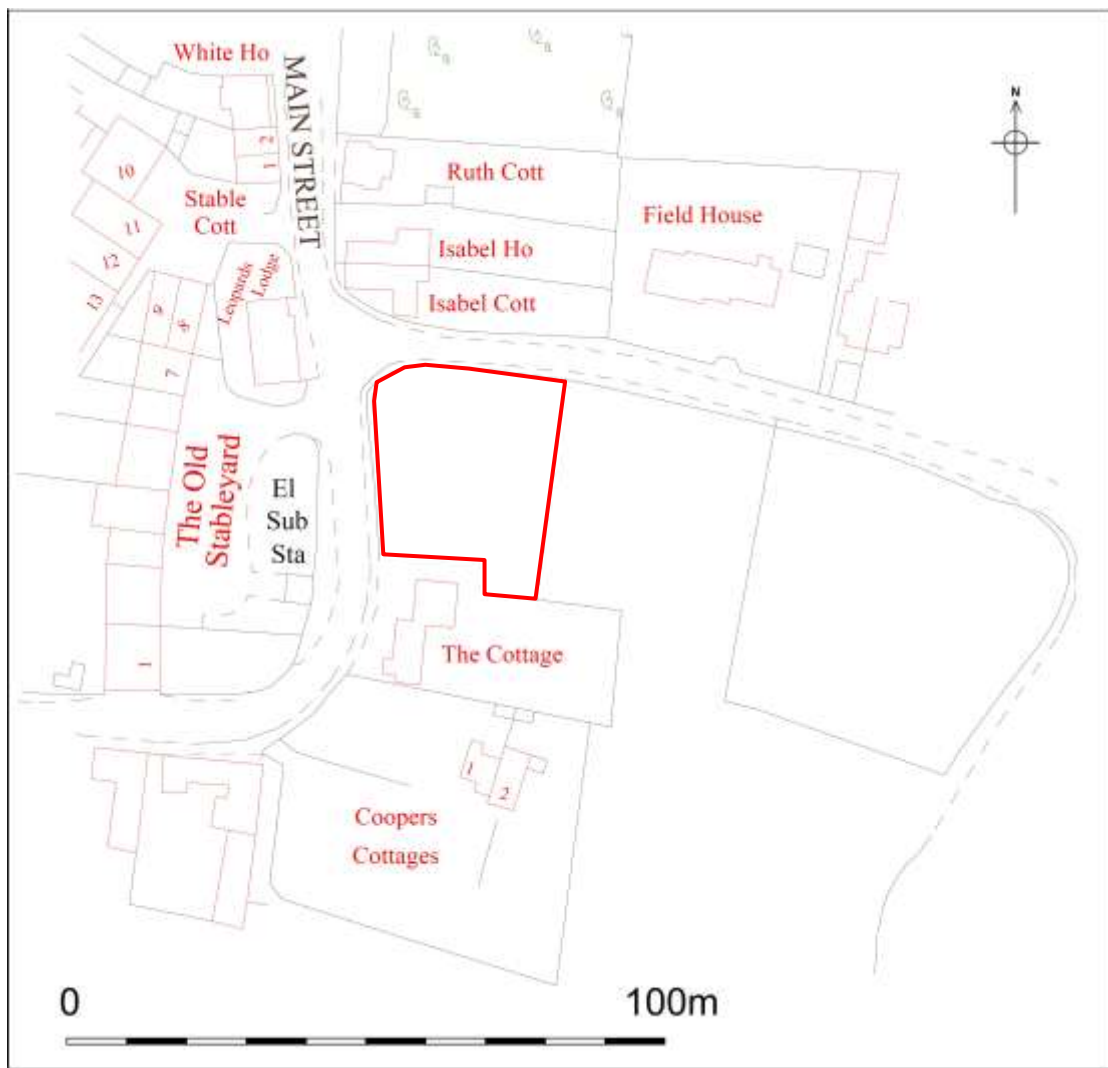 White Ho
MAIN STREET
N
2
1
10
Ruth Cott
Stable
Cott
11
Field House
12
Isabel Ho
13
Leopards
Lodge
Isabel Cott
9
8
7
The Old
Stableyard
El
Sub
Sta
The Cottage
1
1
2
Coopers
Cottages
0
100m